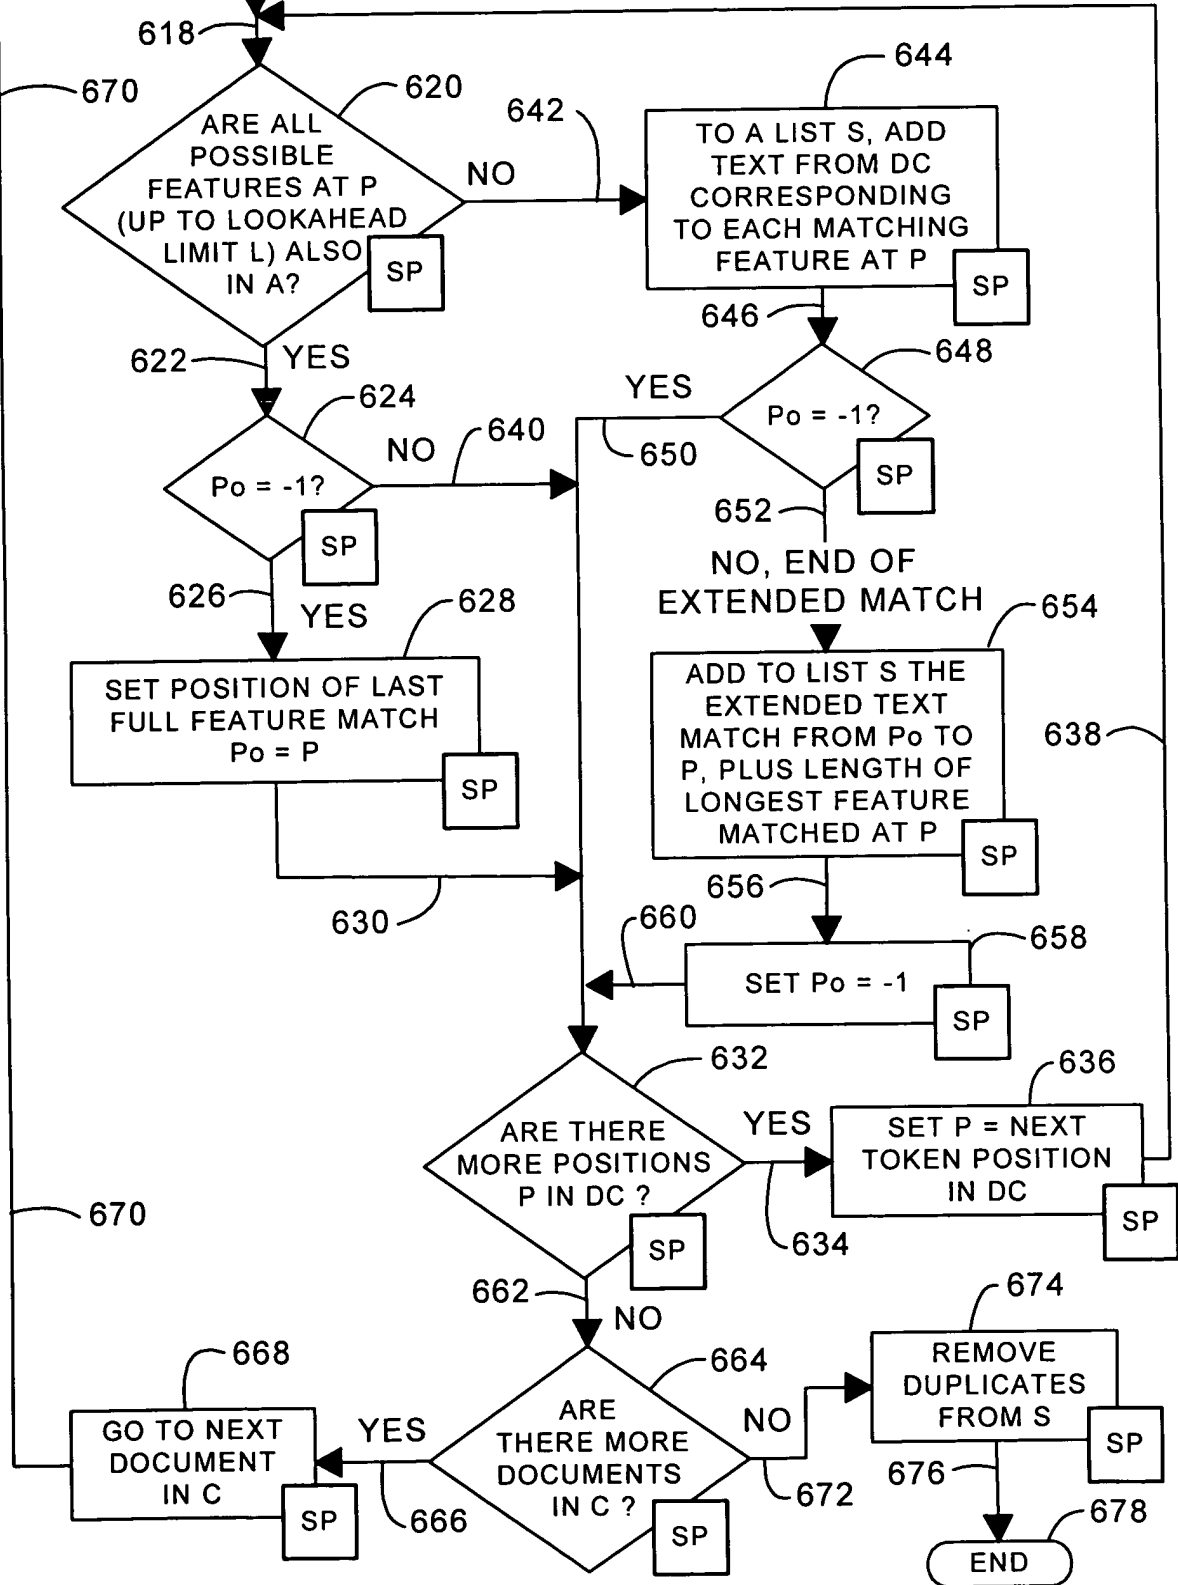 618
670
620
ARE ALL
POSSIBLE
FEATURES AT P
(UP TO LOOKAHEAD
LIMIT L) ALSO
IN A?
SP
NO
642
644
TO A LIST S, ADD
TEXT FROM DC
CORRESPONDING
TO EACH MATCHING
FEATURE AT P
SP
646
622
YES
648
Po = -1?
SP
YES
650
624
Po = -1?
SP
NO
640
652
NO, END OF
EXTENDED MATCH
626
YES
628
SET POSITION OF LAST
FULL FEATURE MATCH
Po = P
SP
630
654
ADD TO LIST S THE
EXTENDED TEXT
MATCH FROM Po TO
P, PLUS LENGTH OF
LONGEST FEATURE
MATCHED AT P
SP
638
656
660
658
SET Po = -1
SP
632
ARE THERE
MORE POSITIONS
P IN DC ?
SP
YES
634
636
SET P = NEXT
TOKEN POSITION
IN DC
SP
670
662
NO
664
ARE
THERE MORE
DOCUMENTS
IN C ?
SP
YES
666
668
GO TO NEXT
DOCUMENT
IN C
SP
NO
672
674
REMOVE
DUPLICATES
FROM S
SP
676
678
END